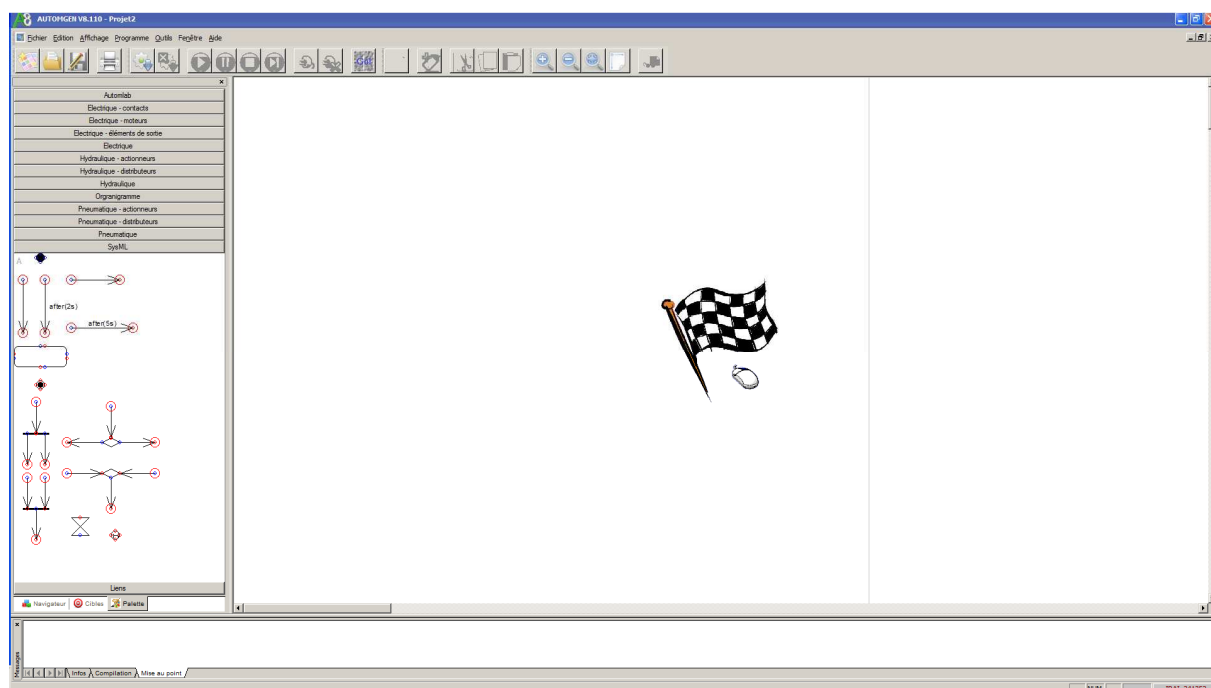 AUTOMGEN V8.110 - Projet2
Fichier Edition Affichage Programme Outils Fenêtre Aide
Automlab
Electrique - contacts
Electrique - moteurs
Electrique - éléments de sortie
Electrique
Hydraulique - actionneurs
Hydraulique - distributeurs
Hydraulique
Orgranigramme
Pneumatique - actionneurs
Pneumatique - distributeurs
Pneumatique
SysML
A
after(2s)
after(5s)
Liens
Navigateur Cibles Palette
Messages
Infos Compilation Mise au point